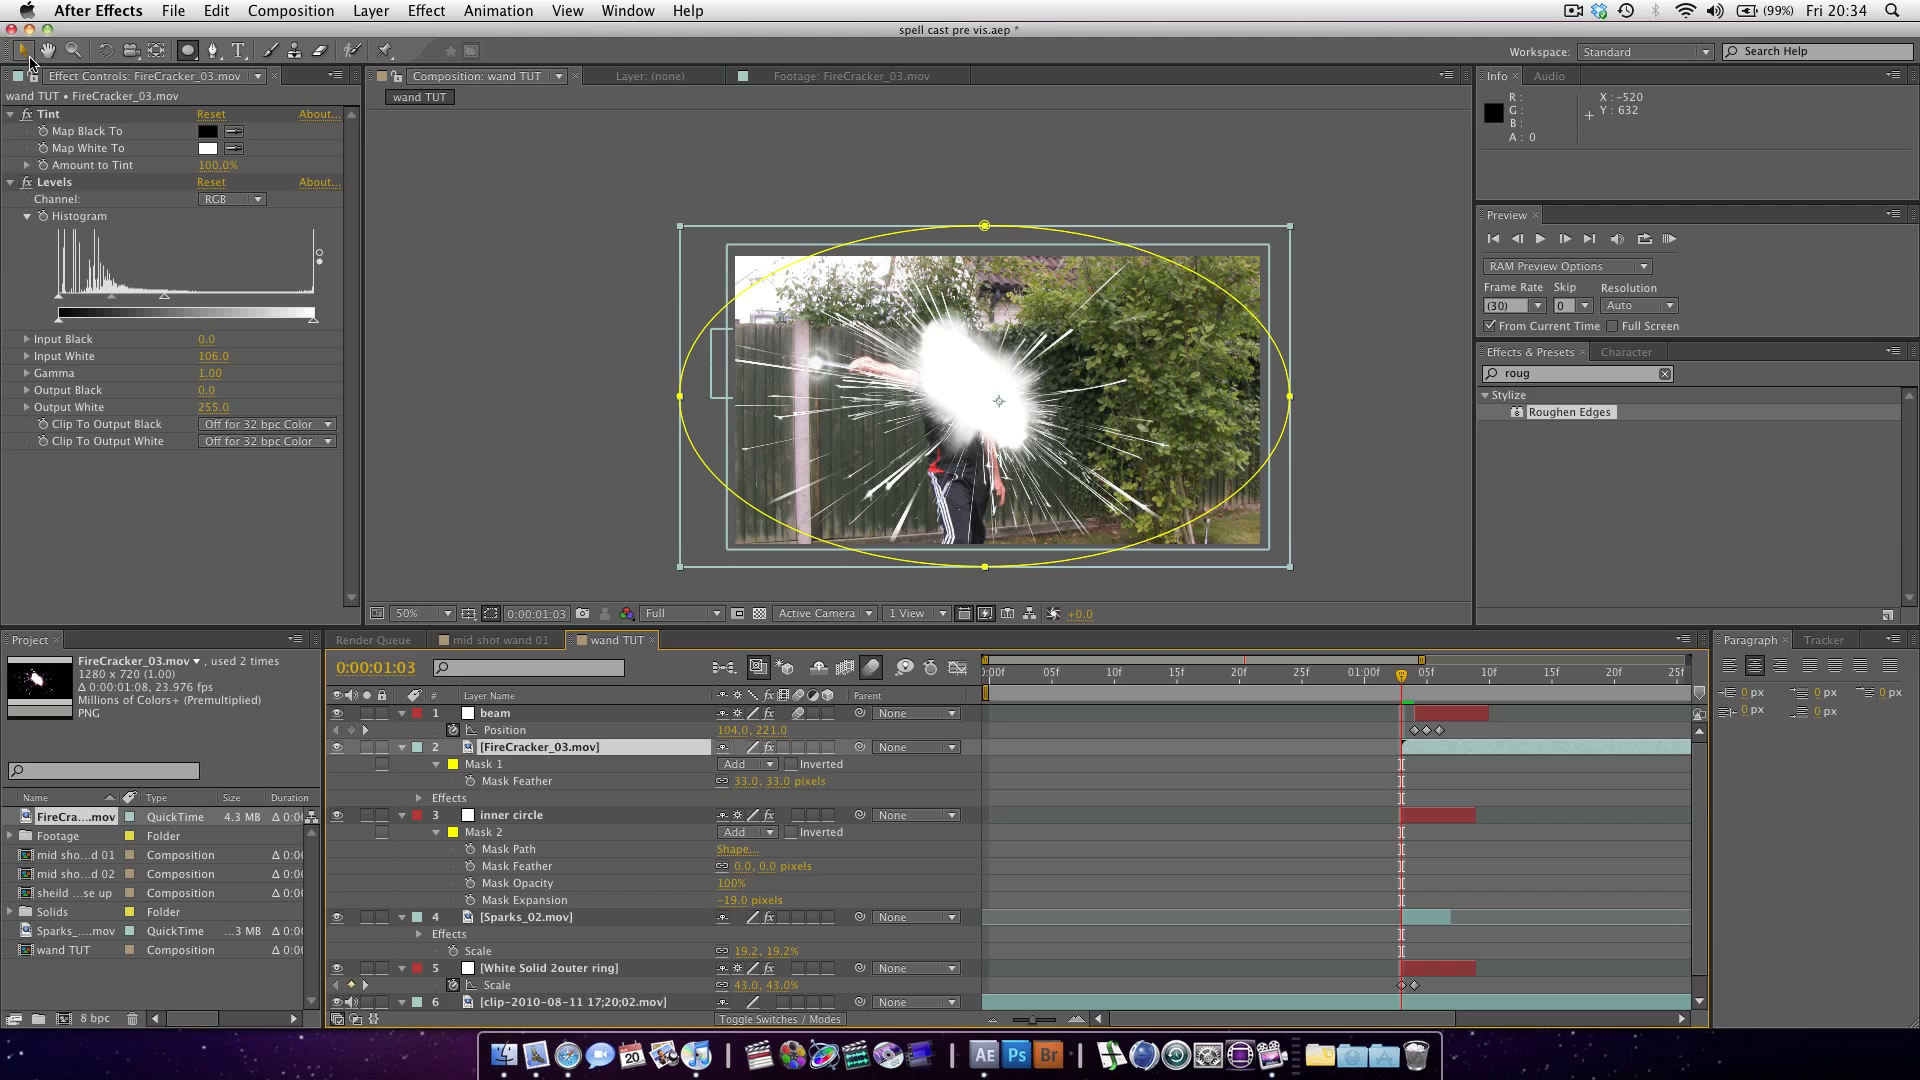 After Effects File Edit Composition Layer Effect Animation View Window Help (99%) Fri 20:34
spell cast pre vis.aep *
Workspace: Standard Search Help
Effect Controls: FireCracker_03.mov Composition: wand TUT Layer: (none) Footage: FireCracker_03.mov Info Audio
wand TUT • FireCracker_03.mov wand TUT
R : G : B : A : 0
X : -520
Y : 632
Tint Reset About...
Map Black To
Map White To
Amount to Tint 100.0%
Levels Reset About...
Channel: RGB
Histogram
Input Black 0.0
Input White 106.0
Gamma 1.00
Output Black 0.0
Output White 255.0
Clip To Output Black Off for 32 bpc Color
Clip To Output White Off for 32 bpc Color
Preview
RAM Preview Options
Frame Rate Skip Resolution
(30) 0 Auto
From Current Time Full Screen
Effects & Presets Character
roug
Stylize
Roughen Edges
50% 0:00:01:03 Full Active Camera 1 View +0.0
Project
FireCracker_03.mov , used 2 times
1280 x 720 (1.00)
Δ 0:00:01:08, 23.976 fps
Millions of Colors+ (Premultiplied)
PNG
Name Type Size Duration
FireCra....mov QuickTime 4.3 MB Δ 0:0
Footage Folder
mid sho...d 01 Composition Δ 0:0
mid sho...d 02 Composition Δ 0:0
sheild ...se up Composition Δ 0:0
Solids Folder
Sparks_....mov QuickTime ...3 MB Δ 0:0
wand TUT Composition Δ 0:0
8 bpc
Render Queue mid shot wand 01 wand TUT
0:00:01:03
:00f 05f 10f 15f 20f 25f 01:00f 05f 10f 15f 20f 25f
# Layer Name Parent
1 beam None
Position 104.0, 221.0
2 [FireCracker_03.mov] None
Mask 1 Add Inverted
Mask Feather 33.0, 33.0 pixels
Effects
3 inner circle None
Mask 2 Add Inverted
Mask Path Shape...
Mask Feather 0.0, 0.0 pixels
Mask Opacity 100%
Mask Expansion -19.0 pixels
4 [Sparks_02.mov] None
Effects
Scale 19.2, 19.2%
5 [White Solid 2outer ring] None
Scale 43.0, 43.0%
6 [clip-2010-08-11 17;20;02.mov] None
Toggle Switches / Modes
Paragraph Tracker
0 px 0 px 0 px
0 px 0 px
20 AE Ps Br